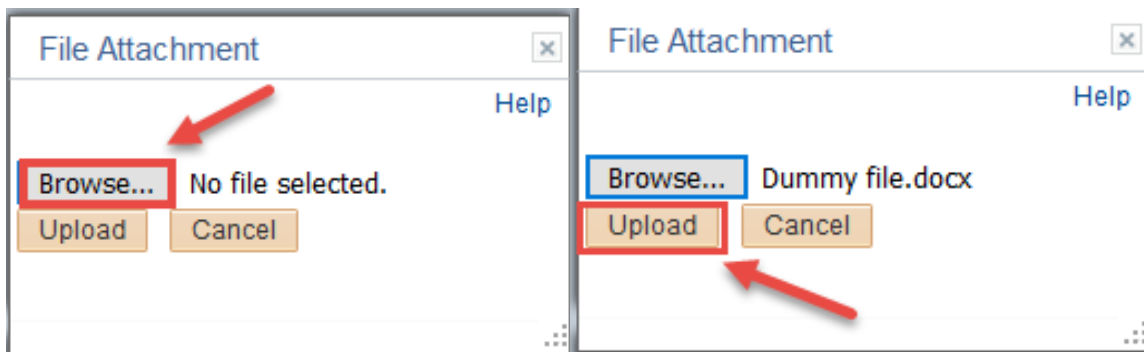 File Attachment
Help
Browse... No file selected.
Upload Cancel
File Attachment
Help
Browse... Dummy file.docx
Upload Cancel